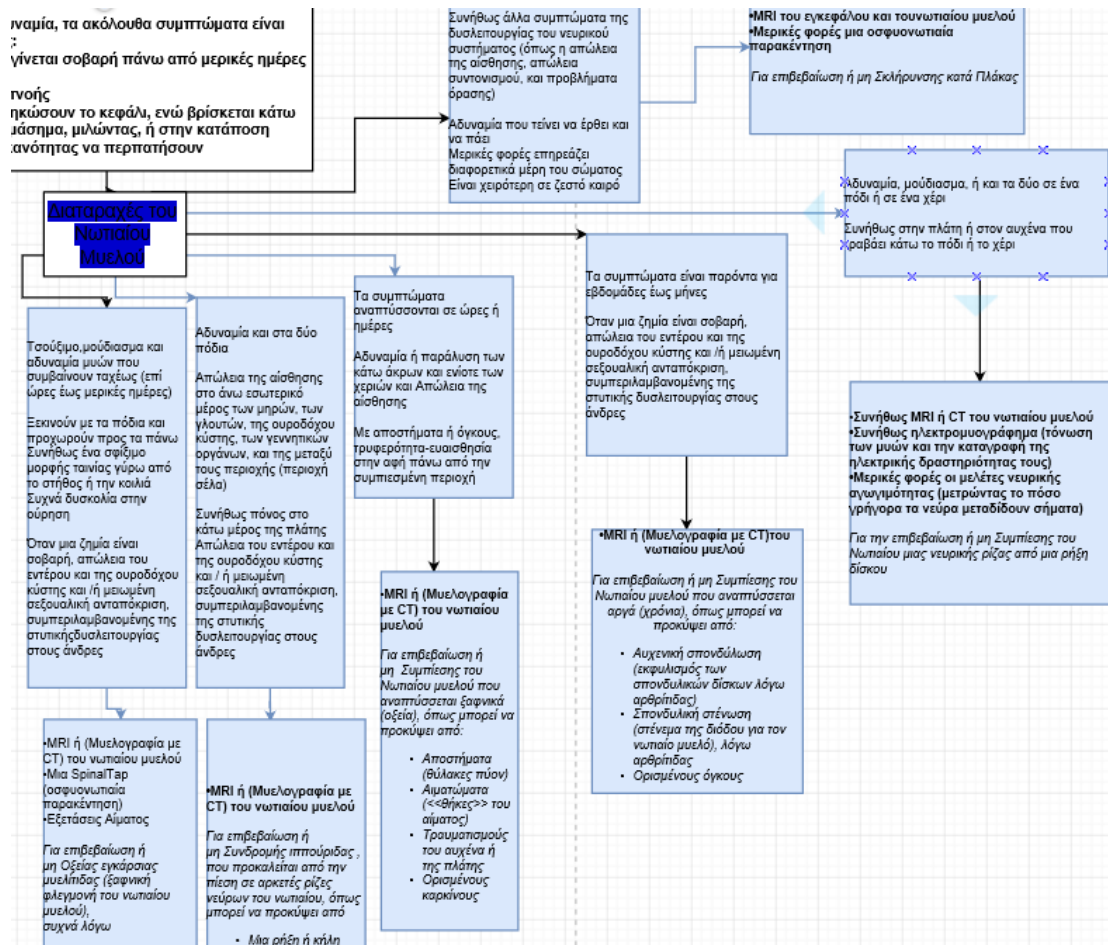 υναμία, τα ακόλουθα συμπτώματα είναι
ς:
γίνεται σοβαρή πάνω από μερικές ημέρες
πνοής
ηκώσουν το κεφάλι, ενώ βρίσκεται κάτω
μάσημα, μιλώντας, ή στην κατάποση
κανότητας να περπατήσουν
Συνήθως άλλα συμπτώματα της
δυσλειτουργίας του νευρικού
συστήματος (όπως η απώλεια
της αίσθησης, απώλεια
συντονισμού, και προβλήματα
όρασης)
Αδυναμία που τείνει να έρθει και
να πάει
Μερικές φορές επηρεάζει
διαφορετικά μέρη του σώματος
Είναι χειρότερη σε ζεστό καιρό
•MRI του εγκεφάλου και τουνωτιαίου μυελού
•Μερικές φορές μια οσφυονωτιαία
παρακέντηση
Για επιβεβαίωση ή μη Σκλήρυνσης κατά Πλάκας
Διαταραχές του
Νωτιαίου
Μυελού
Αδυναμία, μούδιασμα, ή και τα δύο σε ένα
πόδι ή σε ένα χέρι
Συνήθως στην πλάτη ή στον αυχένα που
τραβάει κάτω το πόδι ή το χέρι
Τσούξιμο,μούδιασμα και
αδυναμία μυών που
συμβαίνουν ταχέως (επί
ώρες έως μερικές ημέρες)
Ξεκινούν με τα πόδια και
προχωρούν προς τα πάνω
Συνήθως ένα σφίξιμο
μορφής ταινίας γύρω από
το στήθος ή την κοιλιά
Συχνά δυσκολία στην
ούρηση
Όταν μια ζημία είναι
σοβαρή, απώλεια του
εντέρου και της ουροδόχου
κύστης και /ή μειωμένη
σεξουαλική ανταπόκριση,
συμπεριλαμβανομένης της
στυτικήςδυσλειτουργίας
στους άνδρες
Αδυναμία και στα δύο
πόδια
Απώλεια της αίσθησης
στο άνω εσωτερικό
μέρος των μηρών, των
γλουτών, της ουροδόχου
κύστης, των γεννητικών
οργάνων, και της μεταξύ
τους περιοχής (περιοχή
σέλα)
Συνήθως πόνος στο
κάτω μέρος της πλάτης
Απώλεια του εντέρου και
της ουροδόχου κύστης
και / ή μειωμένη
σεξουαλική ανταπόκριση,
συμπεριλαμβανομένης
της στυτικής
δυσλειτουργίας στους
άνδρες
Τα συμπτώματα
αναπτύσσονται σε ώρες ή
ημέρες
Αδυναμία ή παράλυση των
κάτω άκρων και ενίοτε των
χεριών και Απώλεια της
αίσθησης
Με αποστήματα ή όγκους,
τρυφερότητα-ευαισθησία
στην αφή πάνω από την
συμπιεσμένη περιοχή
Τα συμπτώματα είναι παρόντα για
εβδομάδες έως μήνες
Όταν μια ζημία είναι σοβαρή,
απώλεια του εντέρου και της
ουροδόχου κύστης και /ή μειωμένη
σεξουαλική ανταπόκριση,
συμπεριλαμβανομένης της
στυτικής δυσλειτουργίας στους
άνδρες
•Συνήθως MRI ή CT του νωτιαίου μυελού
•Συνήθως ηλεκτρομυογράφημα (τόνωση
των μυών και την καταγραφή της
ηλεκτρικής δραστηριότητας τους)
•Μερικές φορές οι μελέτες νευρικής
αγωγιμότητας (μετρώντας το πόσο
γρήγορα τα νεύρα μεταδίδουν σήματα)
Για την επιβεβαίωση ή μη Συμπίεσης του
Νωτιαίου μιας νευρικής ρίζας από μια ρήξη
δίσκου
•MRI ή (Μυελογραφία με
CT) του νωτιαίου μυελού
•Μια SpinalTap
(οσφυονωτιαία
παρακέντηση)
•Εξετάσεις Αίματος
Για επιβεβαίωση ή
μη Οξείας εγκάρσιας
μυελίτιδας (ξαφνική
φλεγμονή του νωτιαίου
μυελού),
συχνά λόγω
•MRI ή (Μυελογραφία με
CT) του νωτιαίου μυελού
Για επιβεβαίωση ή
μη Συνδρομής ιππούριδας ,
που προκαλείται από την
πίεση σε αρκετές ρίζες
νεύρων του νωτιαίου, όπως
μπορεί να προκύψει από
• Μια ρήξη ή κήλη
•MRI ή (Μυελογραφία
με CT) του νωτιαίου
μυελού
Για επιβεβαίωση ή
μη Συμπίεσης του
Νωτιαίου μυελού που
αναπτύσσεται ξαφνικά
(οξεία), όπως μπορεί να
προκύψει από:
• Αποστήματα
(θύλακες πύον)
• Αιματώματα
(<<θήκες>> του
αίματος)
• Τραυματισμούς
του αυχένα ή
της πλάτης
• Ορισμένους
καρκίνους
•MRI ή (Μυελογραφία με CT)του
νωτιαίου μυελού
Για επιβεβαίωση ή μη Συμπίεσης του
Νωτιαίου μυελού που αναπτύσσεται
αργά (χρόνια), όπως μπορεί να
προκύψει από:
• Αυχενική σπονδύλωση
(εκφυλισμός των
σπονδυλικών δίσκων λόγω
αρθρίτιδας)
• Σπονδυλική στένωση
(στένεμα της διόδου για τον
νωτιαίο μυελό), λόγω
αρθρίτιδας
• Ορισμένους όγκους